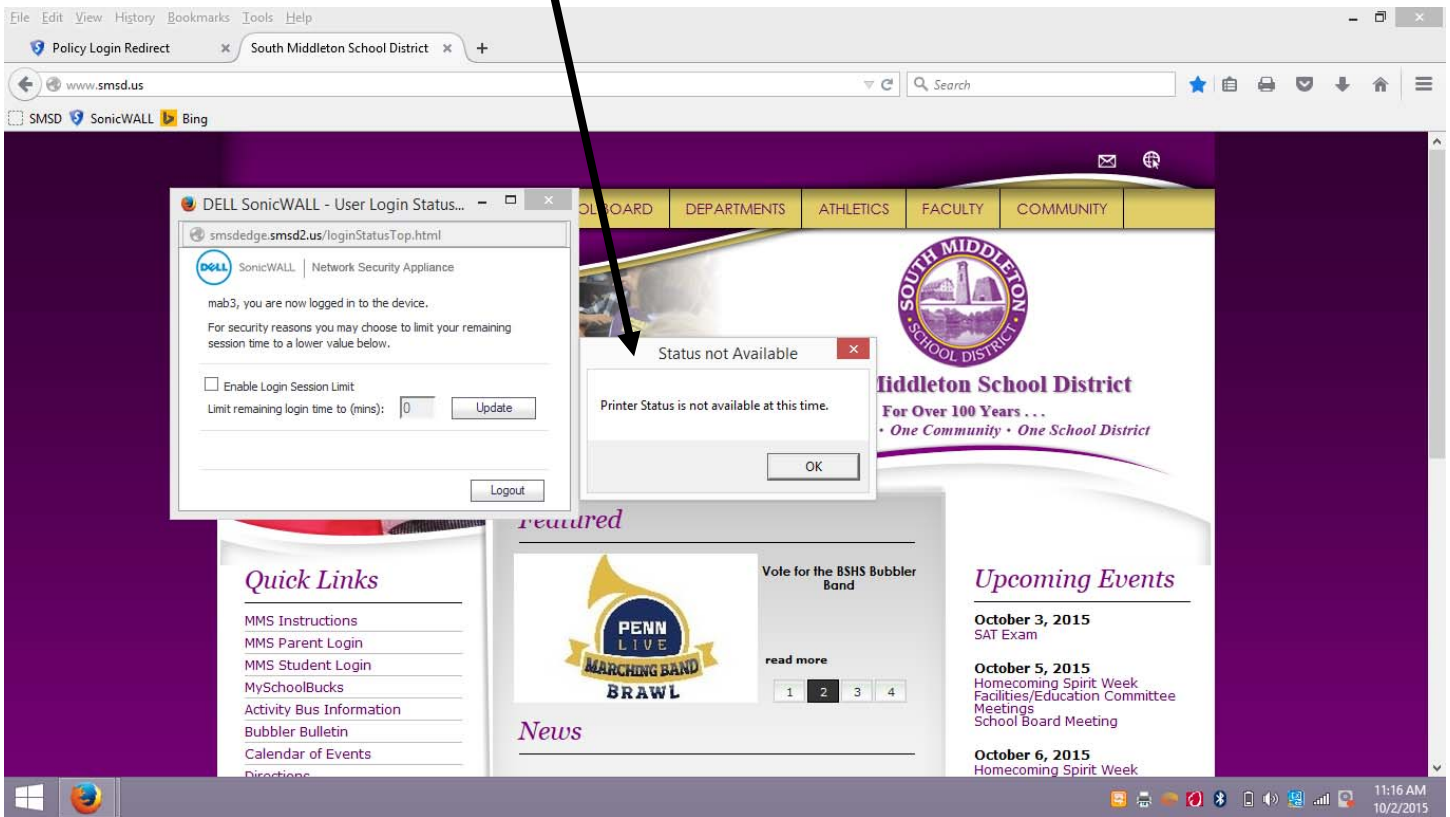 File Edit View History Bookmarks Tools Help
Policy Login Redirect
South Middleton School District
www.smsd.us
Search
SMSD SonicWALL Bing
OL BOARD DEPARTMENTS ATHLETICS FACULTY COMMUNITY
DELL SonicWALL - User Login Status...
smsdedge.smsd2.us/loginStatusTop.html
DELL SonicWALL | Network Security Appliance
mab3, you are now logged in to the device.
For security reasons you may choose to limit your remaining
session time to a lower value below.
Enable Login Session Limit
Limit remaining login time to (mins): 0 Update
Logout
Status not Available
Printer Status is not available at this time.
OK
SOUTH MIDDLETON
SCHOOL DISTRICT
iddleton School District
For Over 100 Years . . .
• One Community • One School District
Quick Links
MMS Instructions
MMS Parent Login
MMS Student Login
MySchoolBucks
Activity Bus Information
Bubbler Bulletin
Calendar of Events
Directions
Featured
PENN
LIVE
MARCHING BAND
BRAWL
Vote for the BSHS Bubbler
Band
read more
1 2 3 4
News
Upcoming Events
October 3, 2015
SAT Exam
October 5, 2015
Homecoming Spirit Week
Facilities/Education Committee
Meetings
School Board Meeting
October 6, 2015
Homecoming Spirit Week
11:16 AM
10/2/2015